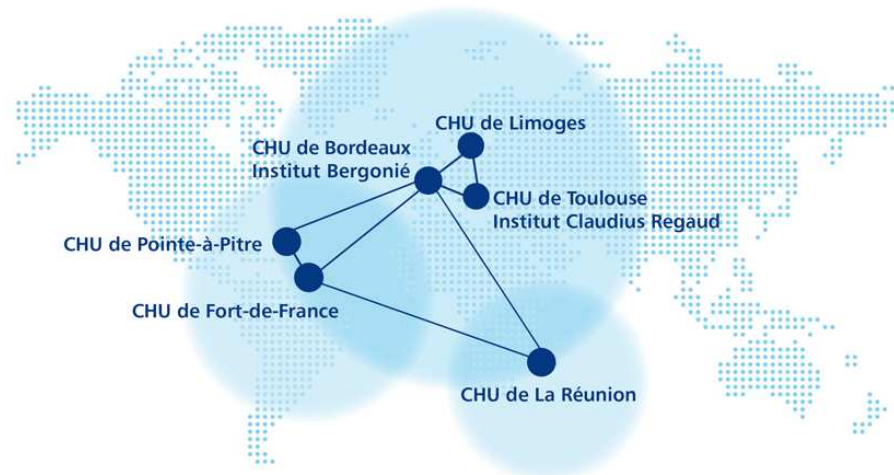 CHU de Limoges
CHU de Bordeaux
Institut Bergonié
CHU de Toulouse
Institut Claudius Regaud
CHU de Pointe-à-Pitre
CHU de Fort-de-France
CHU de La Réunion